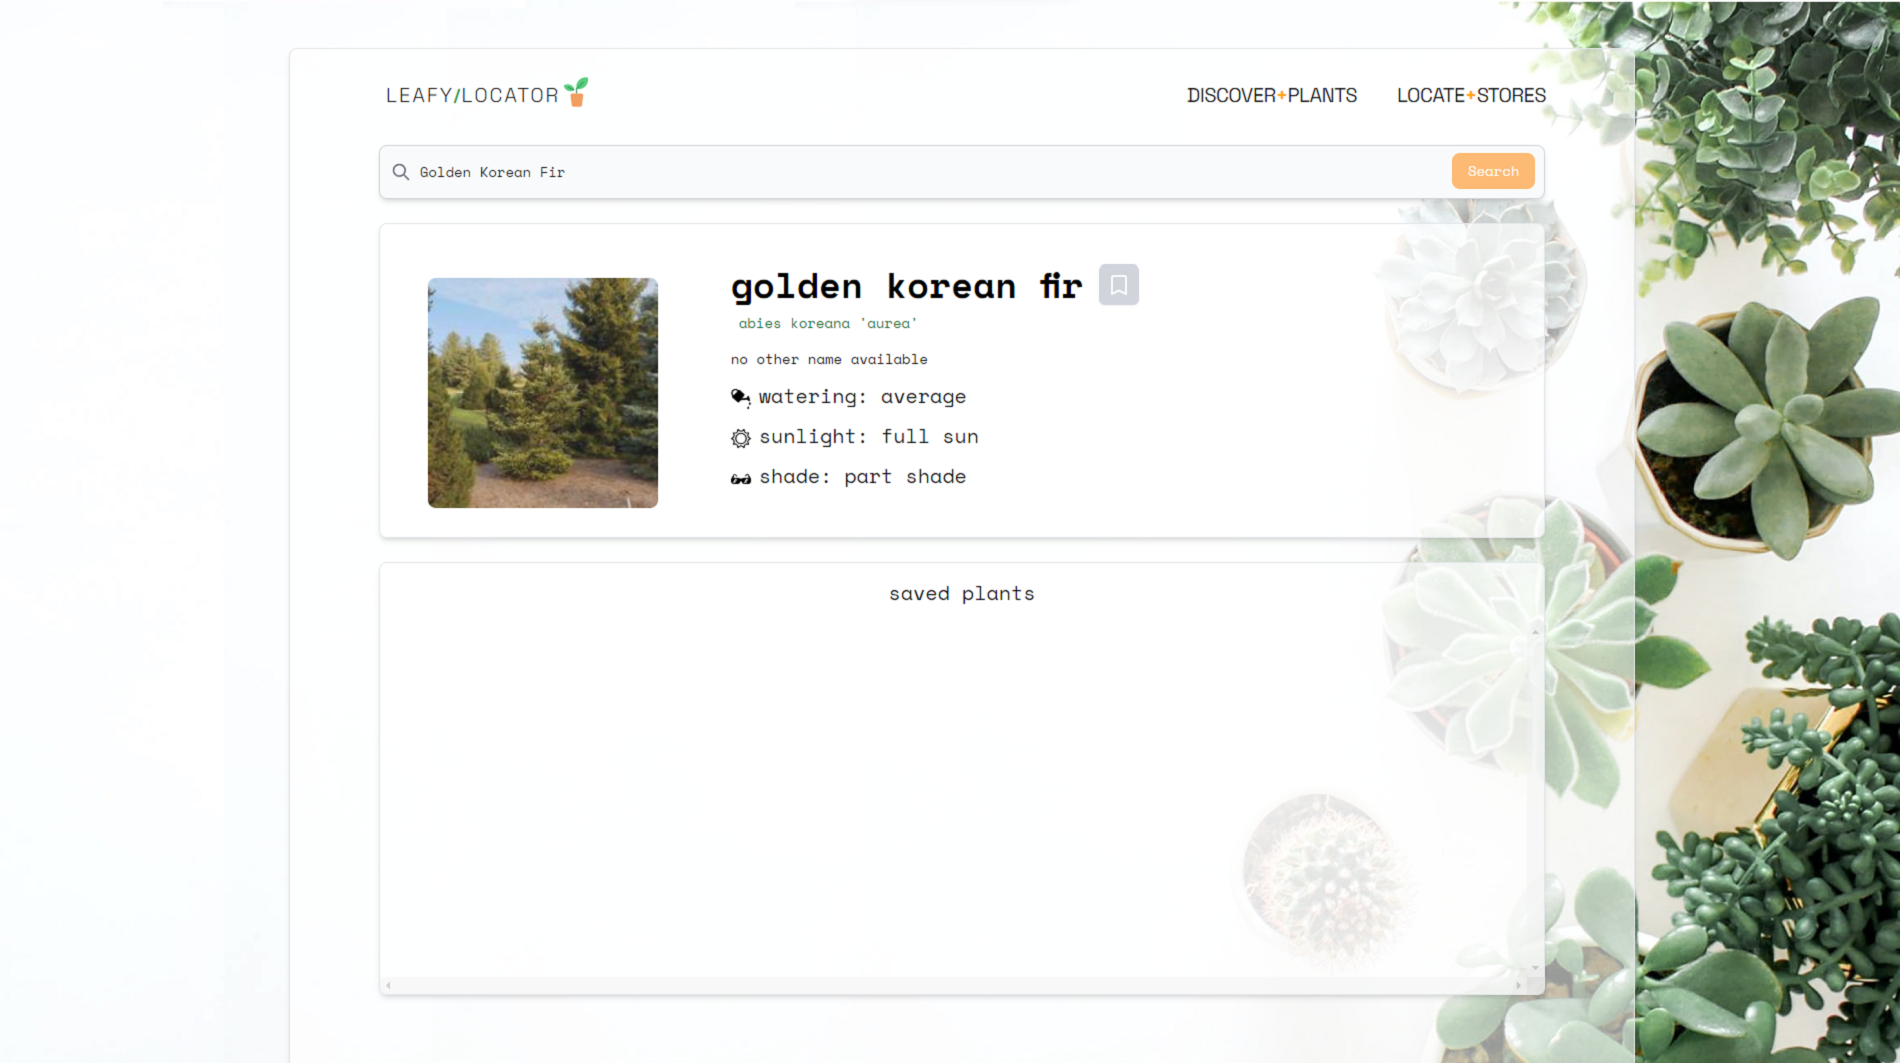 LEAFY/LOCATOR
DISCOVER+PLANTS
LOCATE+STORES
Golden Korean Fir
Search
golden korean fir
abies koreana 'aurea'
no other name available
watering: average
sunlight: full sun
shade: part shade
saved plants